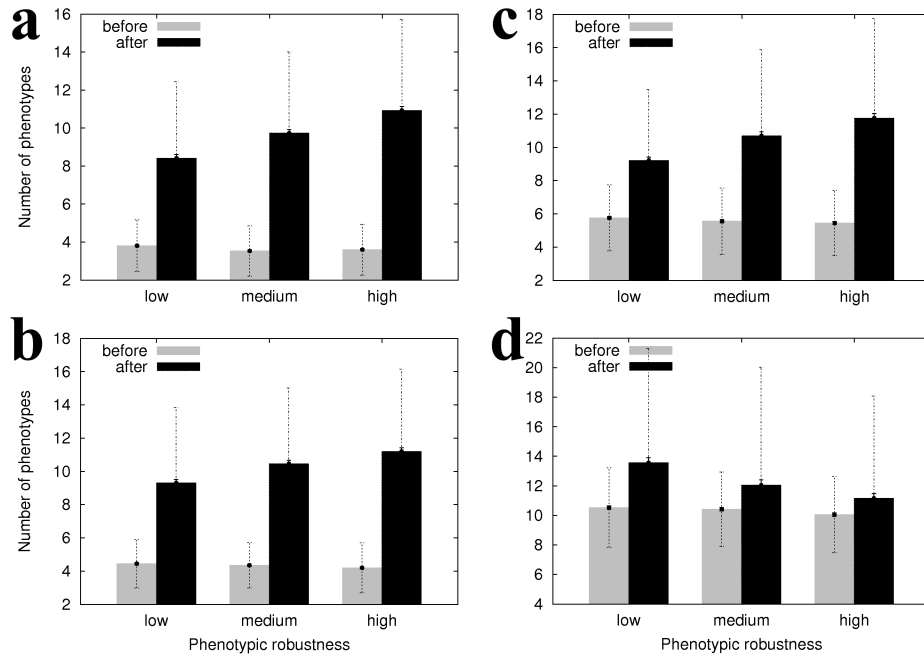 a
before
after
Number of phenotypes
16
14
12
10
8
6
4
2
low medium high
c
before
after
18
16
14
12
10
8
6
4
2
low medium high
b
before
after
Number of phenotypes
18
16
14
12
10
8
6
4
2
low medium high
Phenotypic robustness
d
before
after
22
20
18
16
14
12
10
8
6
4
low medium high
Phenotypic robustness